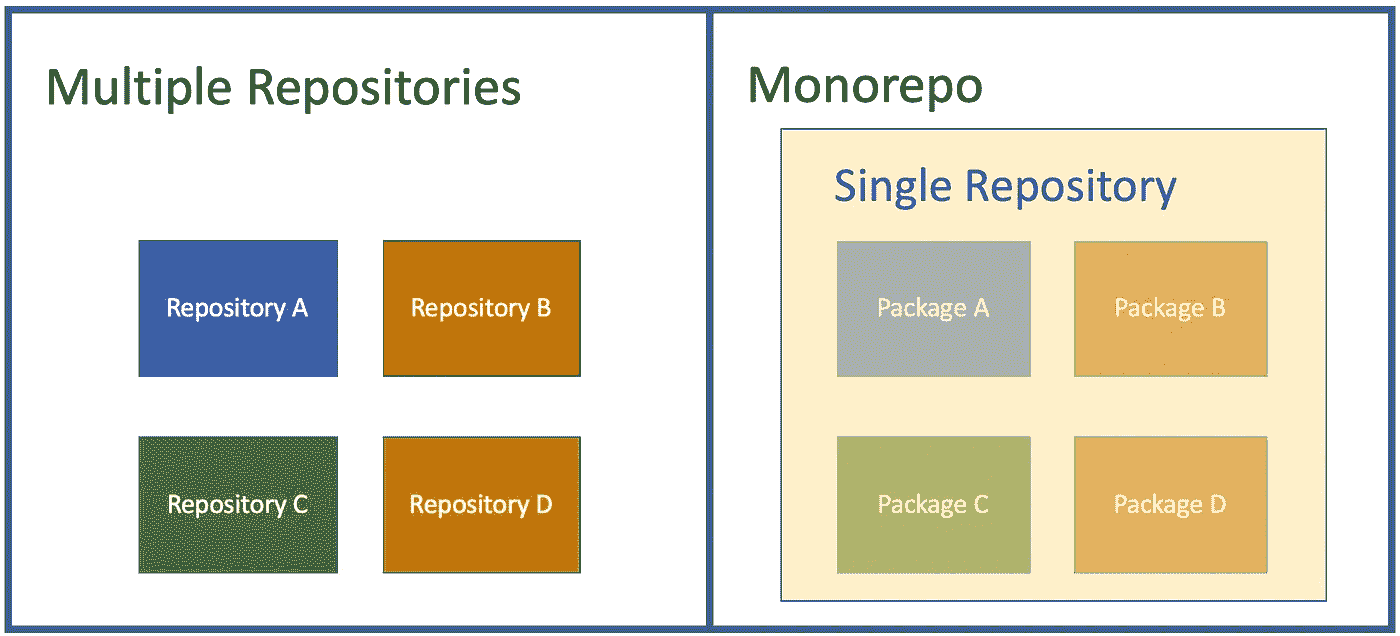 Multiple Repositories
Repository A
Repository B
Repository C
Repository D
Monorepo
Single Repository
Package A
Package B
Package C
Package D